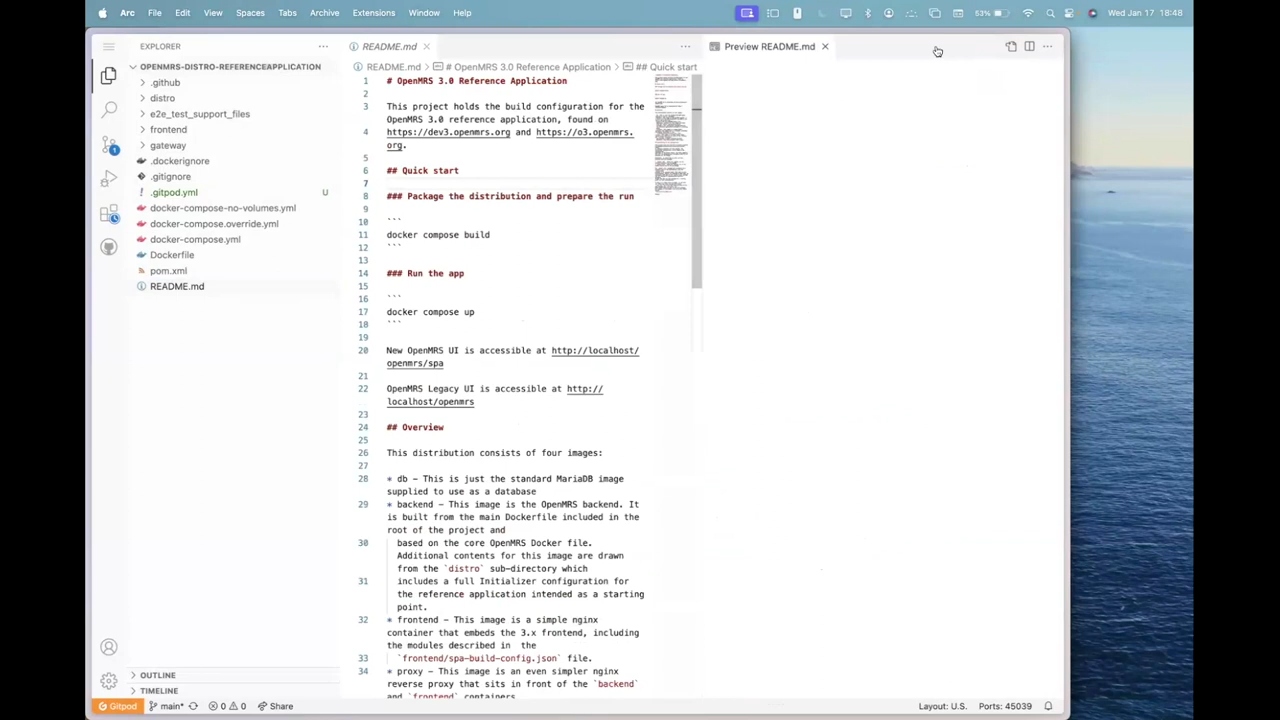 Arc File Edit View Spaces Tabs Archive Extensions Window Help 53% Wed Jan 17 18:48
EXPLORER
OPENMRS-DISTRO-REFERENCEAPPLICATION
.github
distro
e2e_test_support_files
frontend
gateway
.dockerignore
.gitignore
.gitpod.yml U
docker-compose-no-volumes.yml
docker-compose.override.yml
docker-compose.yml
Dockerfile
pom.xml
README.md
OUTLINE
TIMELINE
README.md
README.md > # OpenMRS 3.0 Reference Application > ## Quick start
1 # OpenMRS 3.0 Reference Application
2
3 This project holds the build configuration for the
OpenMRS 3.0 reference application, found on
4 https://dev3.openmrs.org and https://o3.openmrs.
org.
5
6 ## Quick start
7
8 ### Package the distribution and prepare the run
9
10 ```
11 docker compose build
12 ```
13
14 ### Run the app
15
16 ```
17 docker compose up
18 ```
19
20 New OpenMRS UI is accessible at http://localhost/
openmrs/spa
21
22 OpenMRS Legacy UI is accessible at http://
localhost/openmrs
23
24 ## Overview
25
26 This distribution consists of four images:
27
28 * db – This is just the standard MariaDB image
supplied to use as a database
29 * backend – This image is the OpenMRS backend. It
is built from the main Dockerfile included in the
root of the project and
30 based on the core OpenMRS Docker file.
Additional contents for this image are drawn
from the `distro` sub-directory which
31 includes a full Initializer configuration for
the reference application intended as a starting
point.
32 * frontend – This image is a simple nginx
container that embeds the 3.x frontend, including
the modules described in the
33 `frontend/spa-build-config.json` file.
34 * proxy – This image is an even simpler nginx
reverse proxy that sits in front of the `backend`
and `frontend` containers
Preview README.md
Gitpod main* 0 0 Share Layout: U.S. Ports: 45039